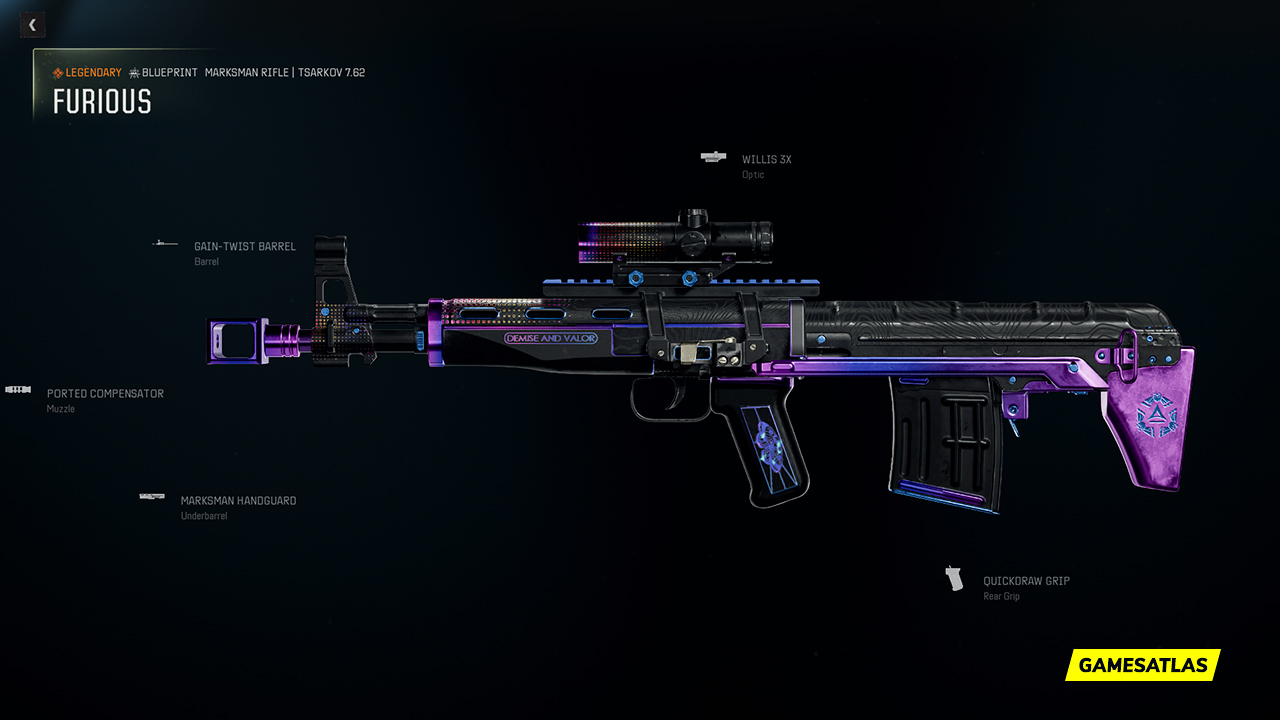 LEGENDARY BLUEPRINT MARKSMAN RIFLE | TSARKOV 7.62
FURIOUS
WILLIS 3X
Optic
GAIN-TWIST BARREL
Barrel
DEMISE AND VALOR
PORTED COMPENSATOR
Muzzle
MARKSMAN HANDGUARD
Underbarrel
QUICKDRAW GRIP
Rear Grip
GAMESATLAS